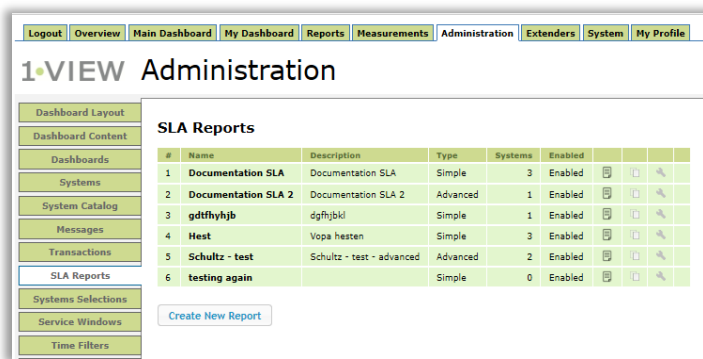 Logout Overview Main Dashboard My Dashboard Reports Measurements Administration Extenders System My Profile
1•VIEW Administration
Dashboard Layout
Dashboard Content
Dashboards
Systems
System Catalog
Messages
Transactions
SLA Reports
Systems Selections
Service Windows
Time Filters
SLA Reports
# Name Description Type Systems Enabled
1 Documentation SLA Documentation SLA Simple 3 Enabled
2 Documentation SLA 2 Documentation SLA 2 Advanced 1 Enabled
3 gdtfhyhjb dgfhjbkl Simple 1 Enabled
4 Hest Vopa hesten Simple 3 Enabled
5 Schultz - test Schultz - test - advanced Advanced 2 Enabled
6 testing again Simple 0 Enabled
Create New Report